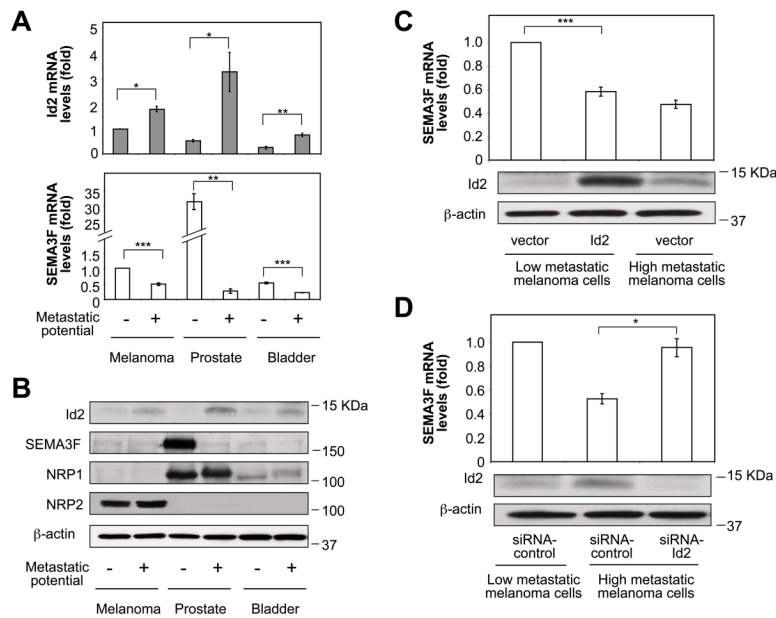 A
Id2 mRNA
levels (fold)
5
4
3
2
1
0
*
*
**
SEMA3F mRNA
levels (fold)
35
30
25
1.0
0.5
0
***
**
***
Metastatic
potential
- + - + - +
Melanoma Prostate Bladder
B
Id2
15 KDa
SEMA3F
150
NRP1
100
NRP2
100
β-actin
37
Metastatic
potential
- + - + - +
Melanoma Prostate Bladder
C
SEMA3F mRNA
levels (fold)
1.0
0.8
0.6
0.4
0.2
0
***
Id2
15 KDa
β-actin
37
vector Id2 vector
Low metastatic
melanoma cells
High metastatic
melanoma cells
D
SEMA3F mRNA
levels (fold)
1.0
0.8
0.6
0.4
0.2
0
*
Id2
15 KDa
β-actin
37
siRNA-
control
siRNA-
control
siRNA-
Id2
Low metastatic
melanoma cells
High metastatic
melanoma cells